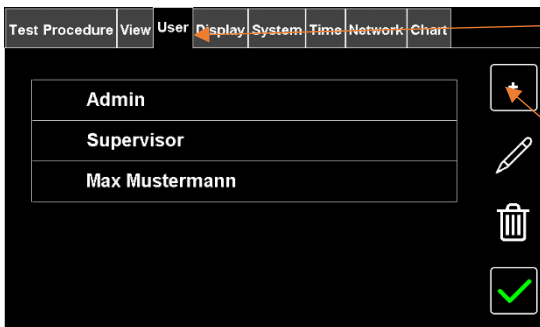 Test Procedure View User Display System Time Network Chart
+
Admin
Supervisor
Max Mustermann